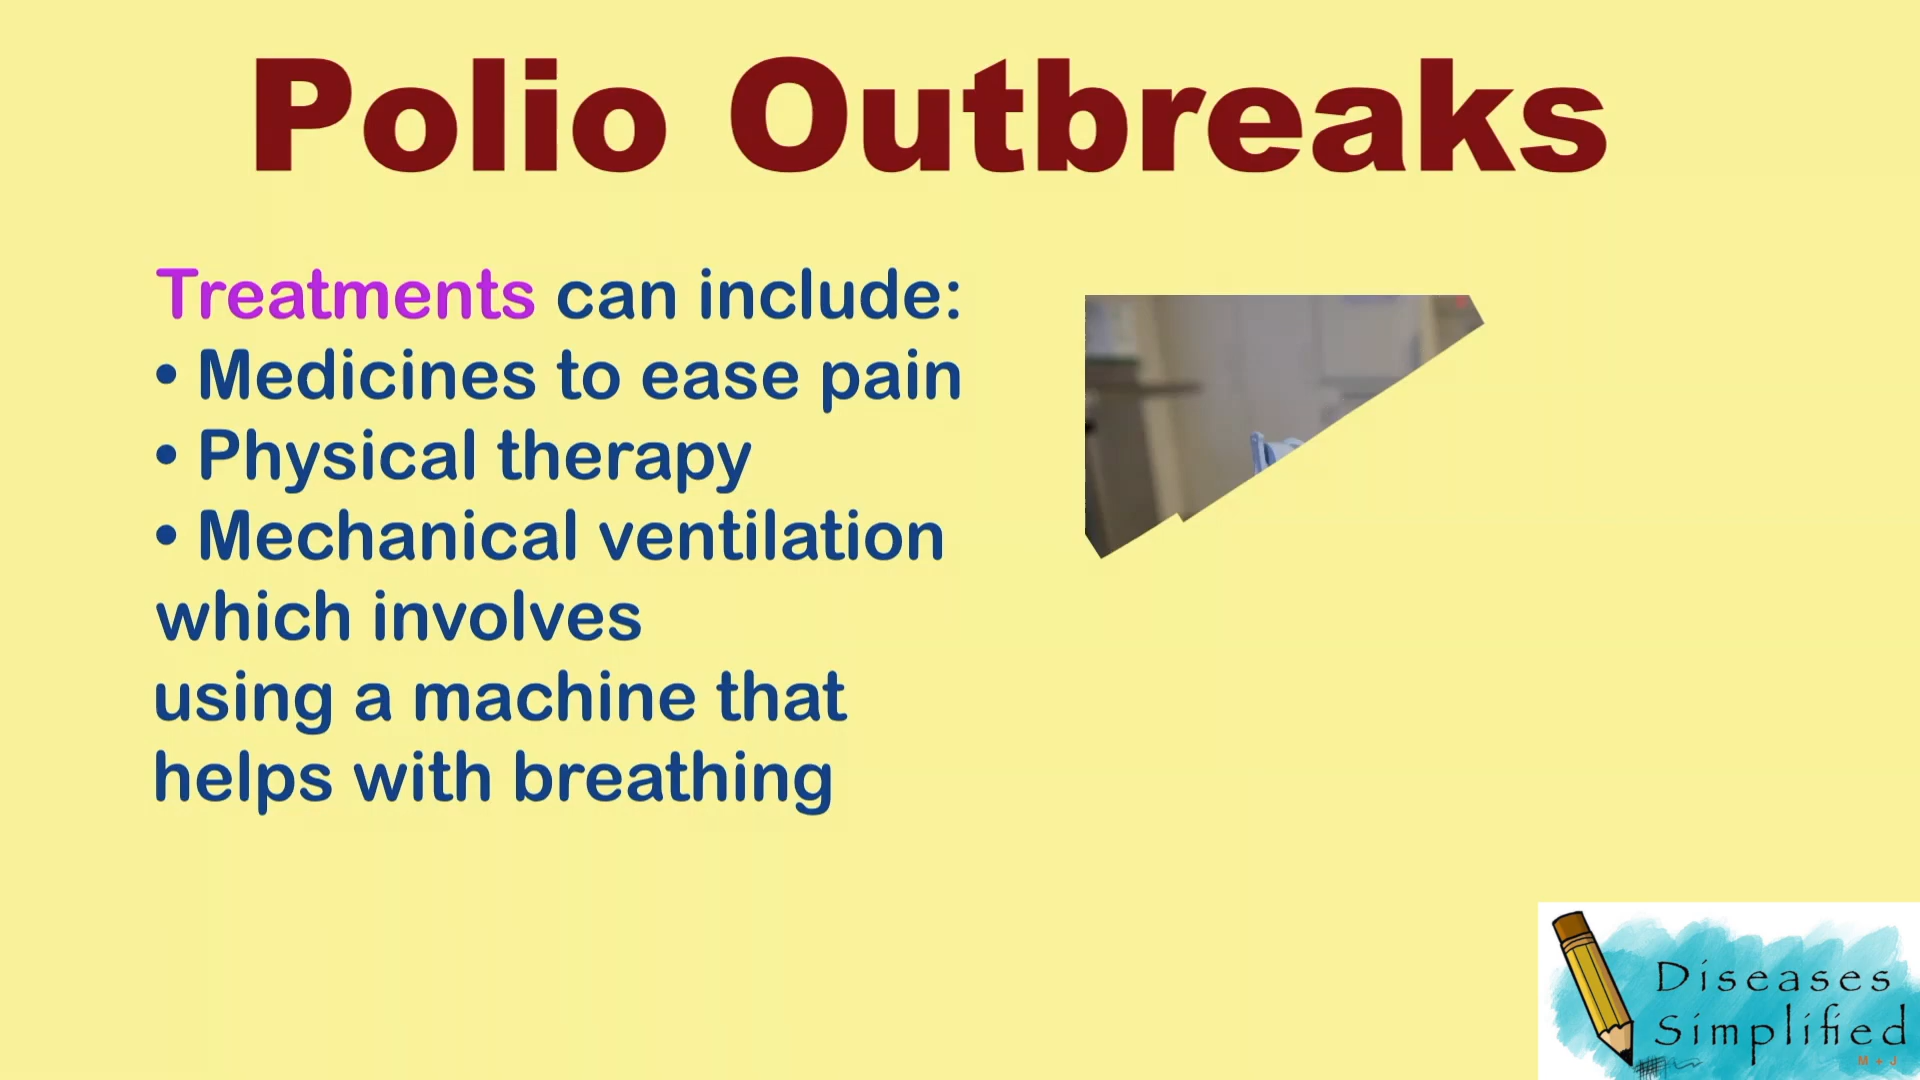 Polio Outbreaks
Treatments can include:
• Medicines to ease pain
• Physical therapy
• Mechanical ventilation
which involves
using a machine that
helps with breathing
Diseases
Simplified
M + J